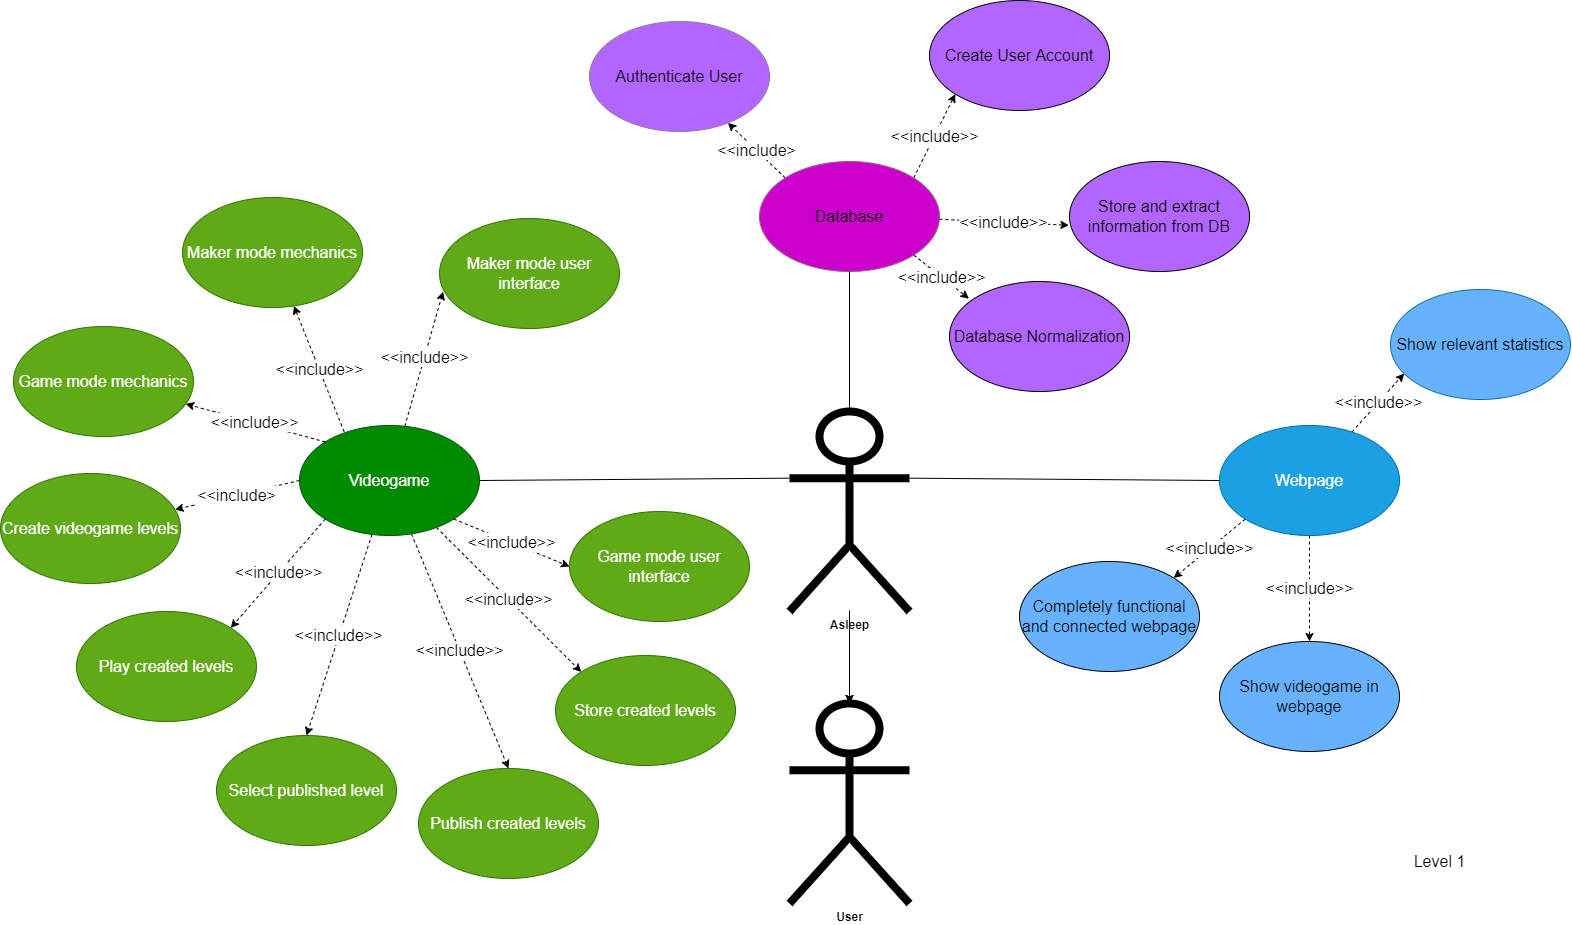 Create User Account
Authenticate User
<<include>>
<<include>
Database
Store and extract
information from DB
<<include>>
<<include>>
Database Normalization
Maker mode mechanics
Maker mode user
interface
<<include>>
<<include>>
Game mode mechanics
<<include>>
Videogame
<<include>
Create videogame levels
<<include>>
Game mode user
interface
<<include>>
<<include>>
Play created levels
<<include>>
<<include>>
Store created levels
Select published level
Publish created levels
Show relevant statistics
<<include>>
Webpage
<<include>>
<<include>>
Completely functional
and connected webpage
Show videogame in
webpage
Asleep
User
Level 1